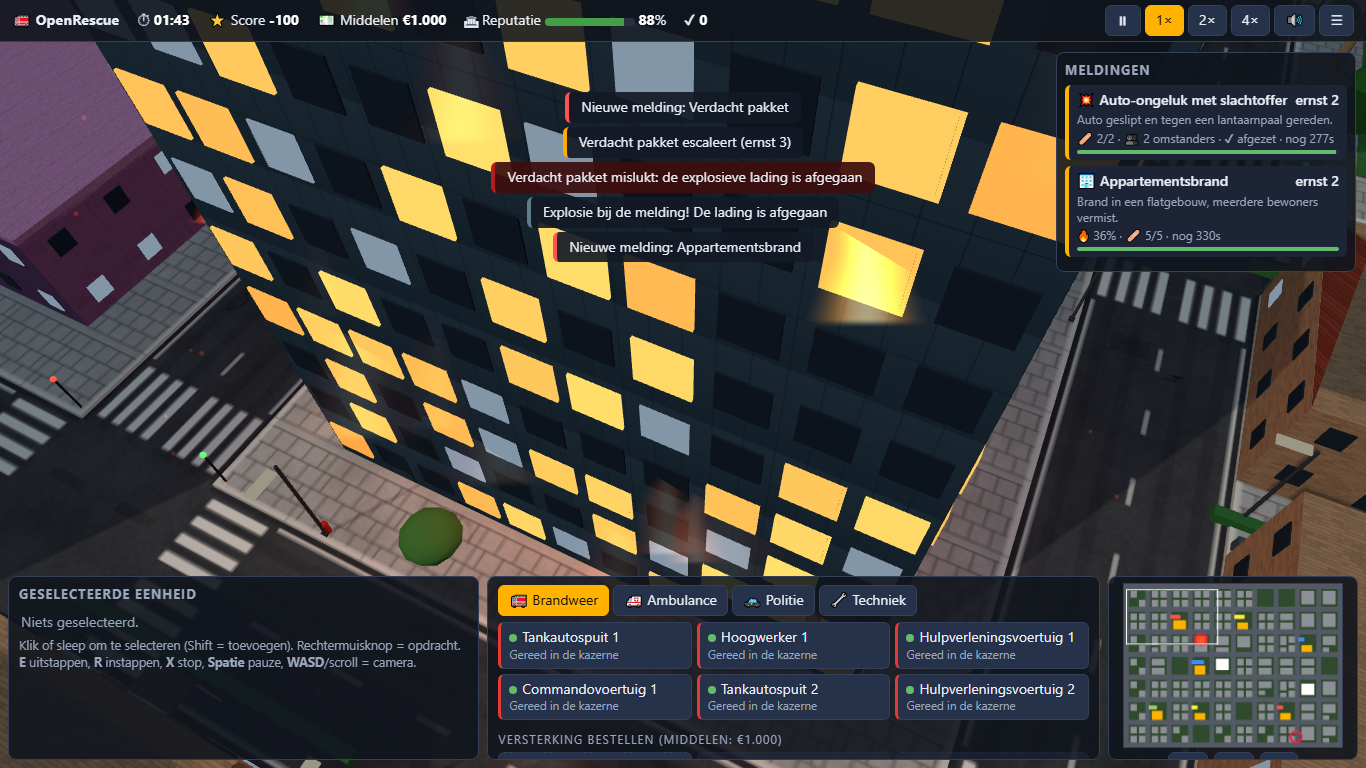 OpenRescue
01:43
Score -100
Middelen €1.000
Reputatie 88%
✓ 0
1×
2×
4×
Nieuwe melding: Verdacht pakket
Verdacht pakket escaleert (ernst 3)
Verdacht pakket mislukt: de explosieve lading is afgegaan
Explosie bij de melding! De lading is afgegaan
Nieuwe melding: Appartementsbrand
MELDINGEN
Auto-ongeluk met slachtoffer ernst 2
Auto geslipt en tegen een lantaarnpaal gereden.
2/2 · 2 omstanders · ✓ afgezet · nog 277s
Appartementsbrand ernst 2
Brand in een flatgebouw, meerdere bewoners
vermist.
36% · 5/5 · nog 330s
GESELECTEERDE EENHEID
Niets geselecteerd.
Klik of sleep om te selecteren (Shift = toevoegen). Rechtermuisknop = opdracht.
E uitstappen, R instappen, X stop, Spatie pauze, WASD/scroll = camera.
Brandweer
Ambulance
Politie
Techniek
Tankautospuit 1
Gereed in de kazerne
Hoogwerker 1
Gereed in de kazerne
Hulpverleningsvoertuig 1
Gereed in de kazerne
Commandovoertuig 1
Gereed in de kazerne
Tankautospuit 2
Gereed in de kazerne
Hulpverleningsvoertuig 2
Gereed in de kazerne
VERSTERKING BESTELLEN (MIDDELEN: €1.000)